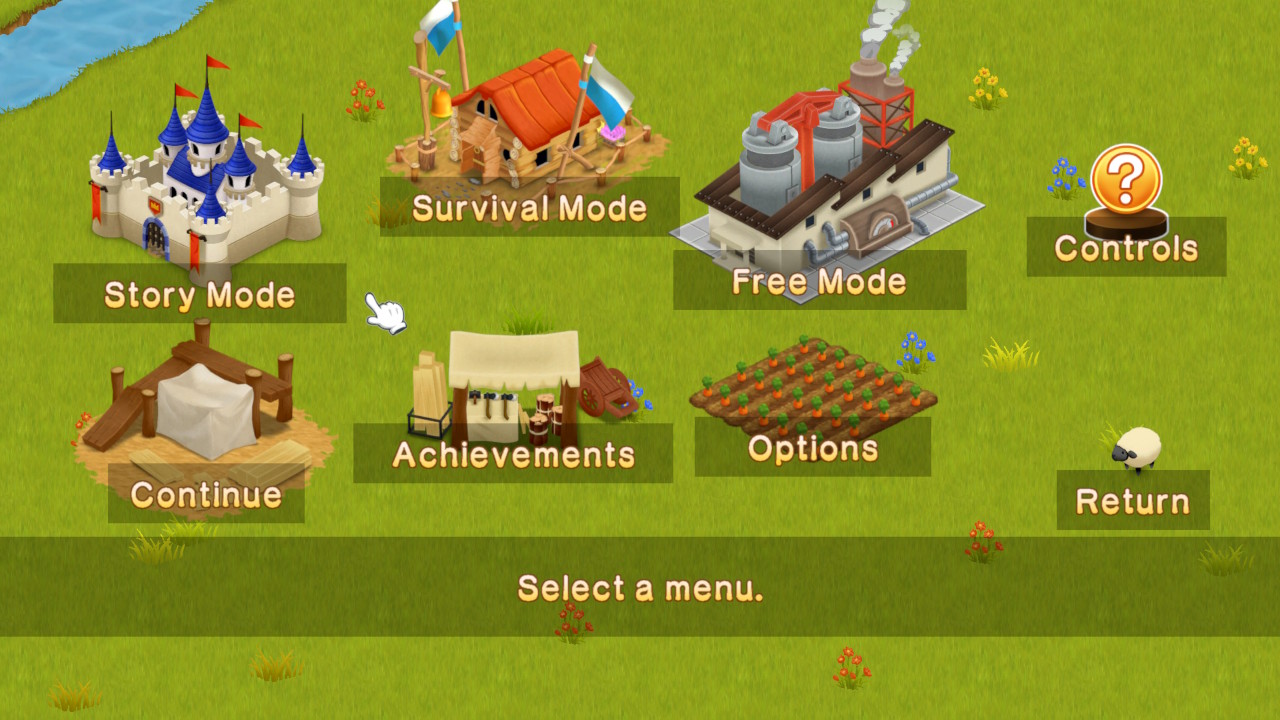 Survival Mode
Story Mode
Free Mode
Controls
Continue
Achievements
Options
Return
Select a menu.